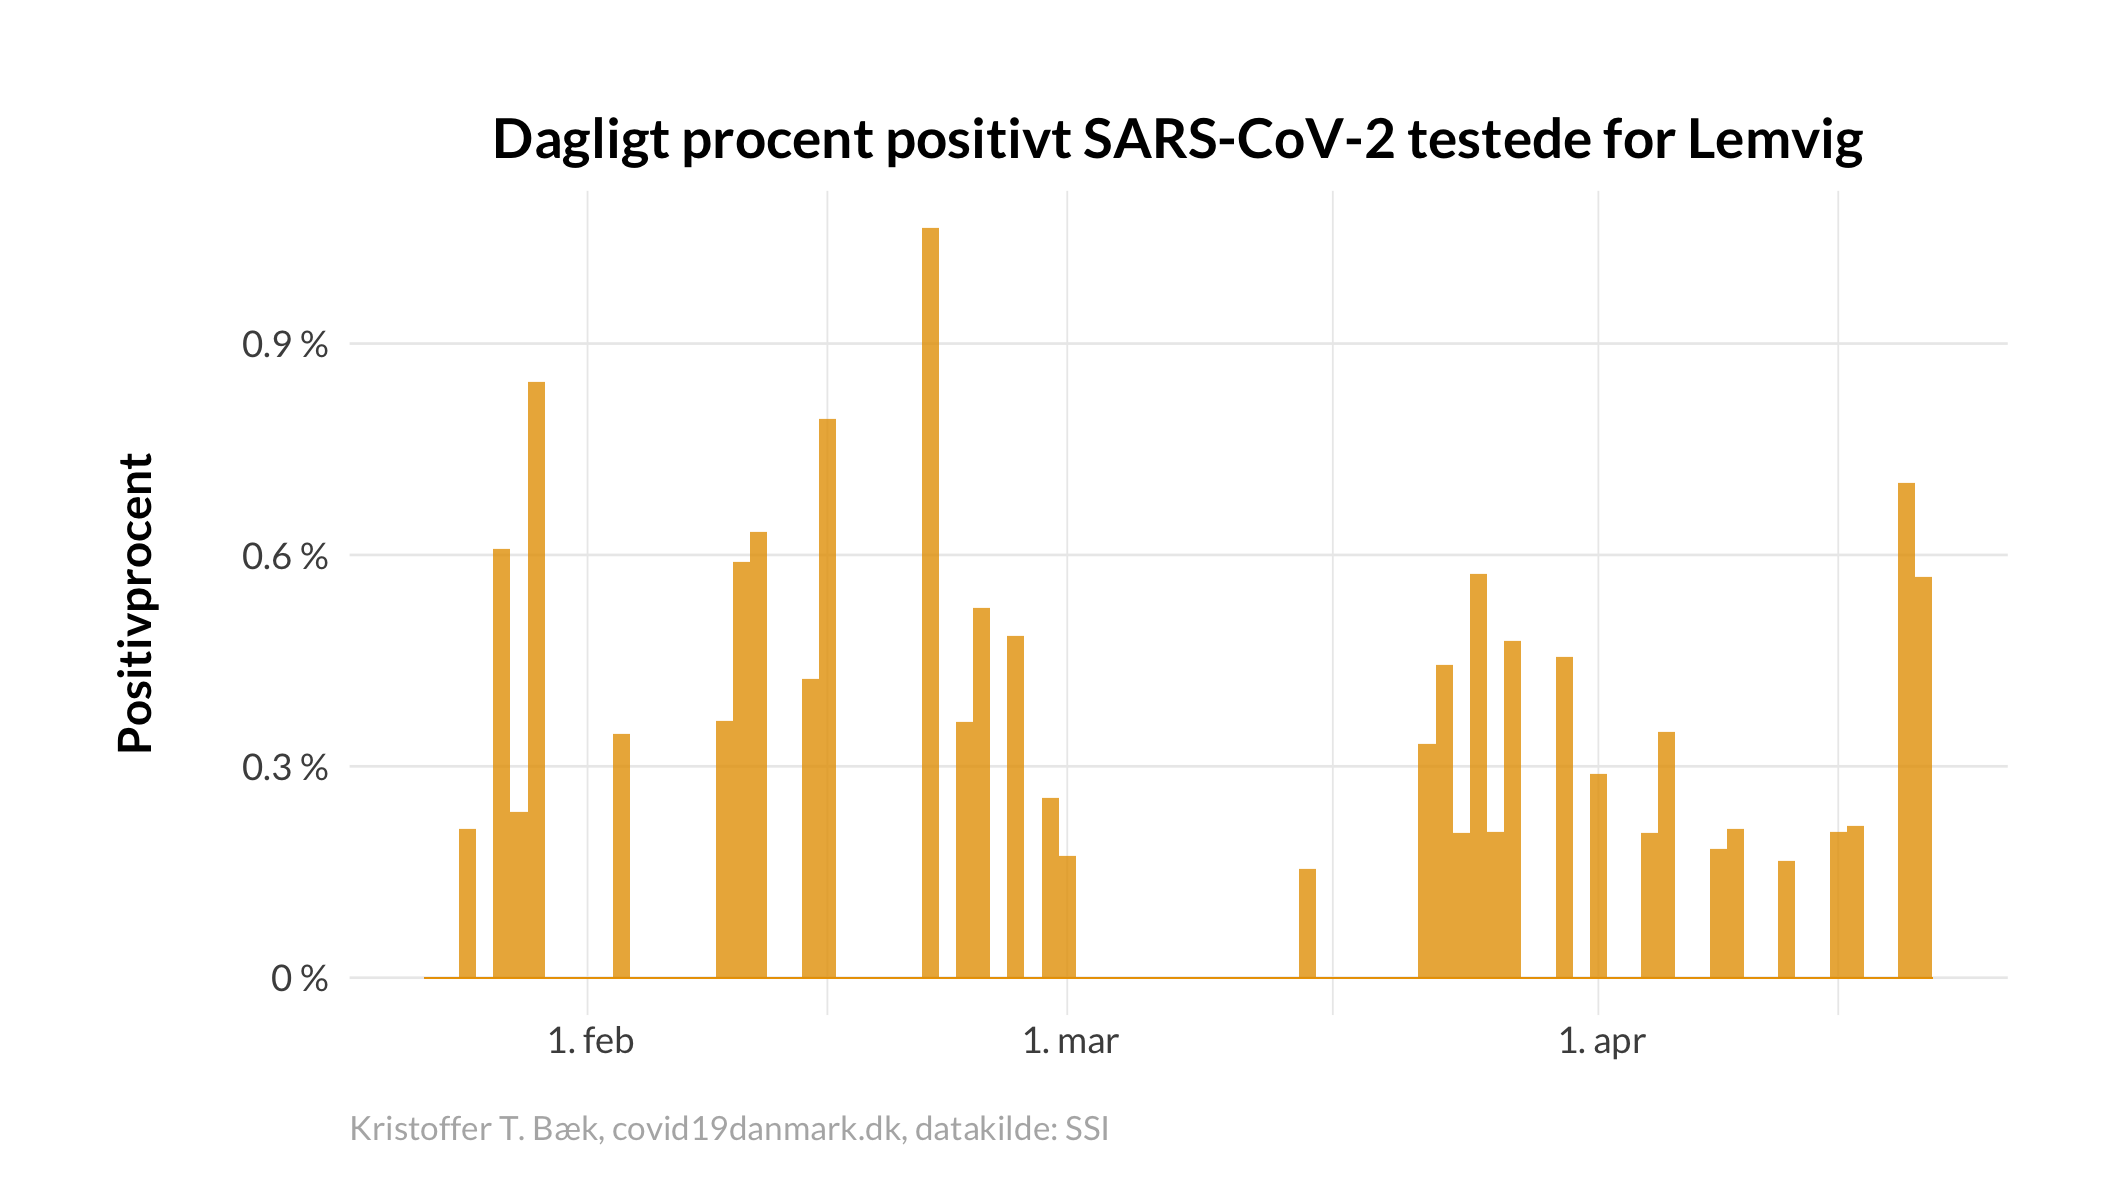 Dagligt procent positivt SARS-CoV-2 testede for Lemvig
Positivprocent
0.9 %
0.6 %
0.3 %
0 %
1. feb
1. mar
1. apr
Kristoffer T. Bæk, covid19danmark.dk, datakilde: SSI